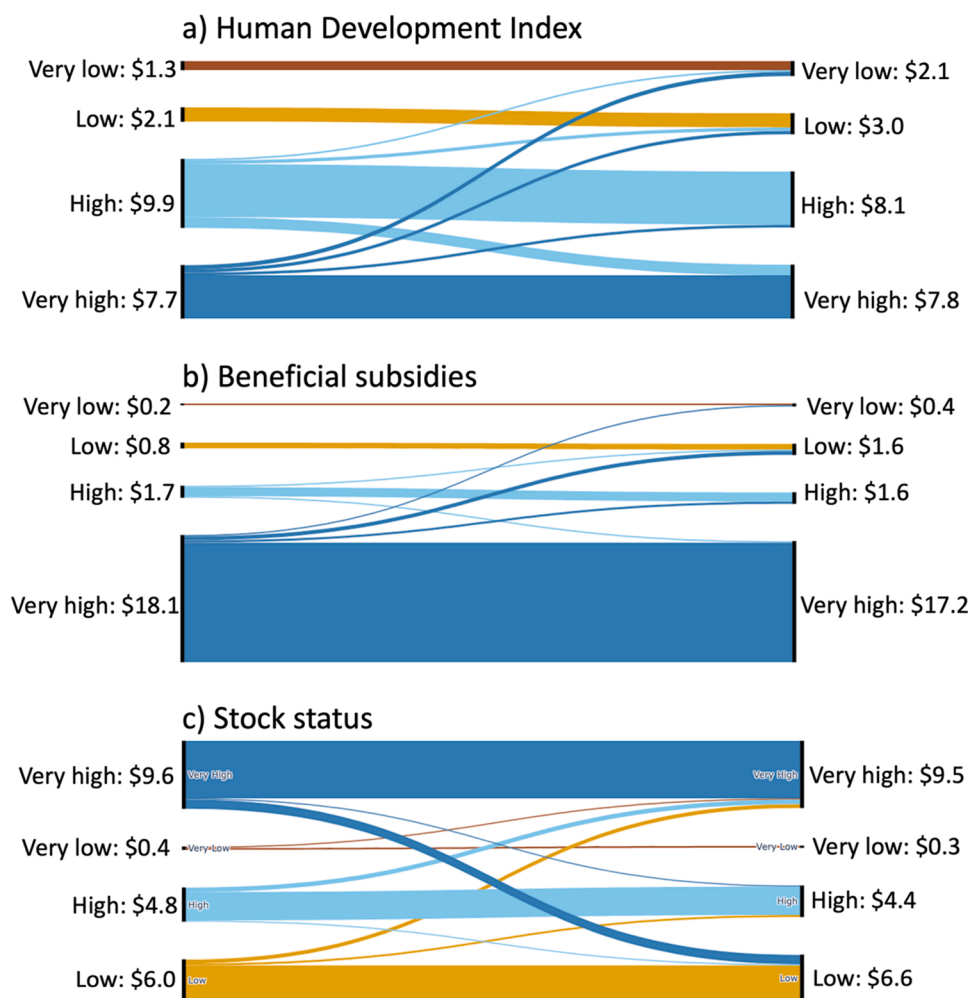 a) Human Development Index
Very low: $1.3
Very low: $2.1
Low: $2.1
Low: $3.0
High: $9.9
High: $8.1
Very high: $7.7
Very high: $7.8
b) Beneficial subsidies
Very low: $0.2
Very low: $0.4
Low: $0.8
Low: $1.6
High: $1.7
High: $1.6
Very high: $18.1
Very high: $17.2
c) Stock status
Very high: $9.6
Very High
Very High
Very high: $9.5
Very low: $0.4
Very Low
Very Low
Very low: $0.3
High: $4.8
High
High
High: $4.4
Low: $6.0
Low
Low
Low: $6.6